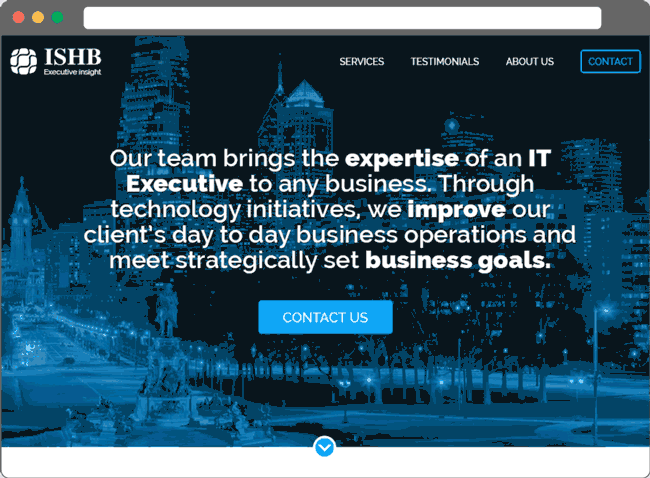 ISHB
Executive insight
SERVICES
TESTIMONIALS
ABOUT US
CONTACT
Our team brings the expertise of an IT
Executive to any business. Through
technology initiatives, we improve our
client's day to day business operations and
meet strategically set business goals.
CONTACT US